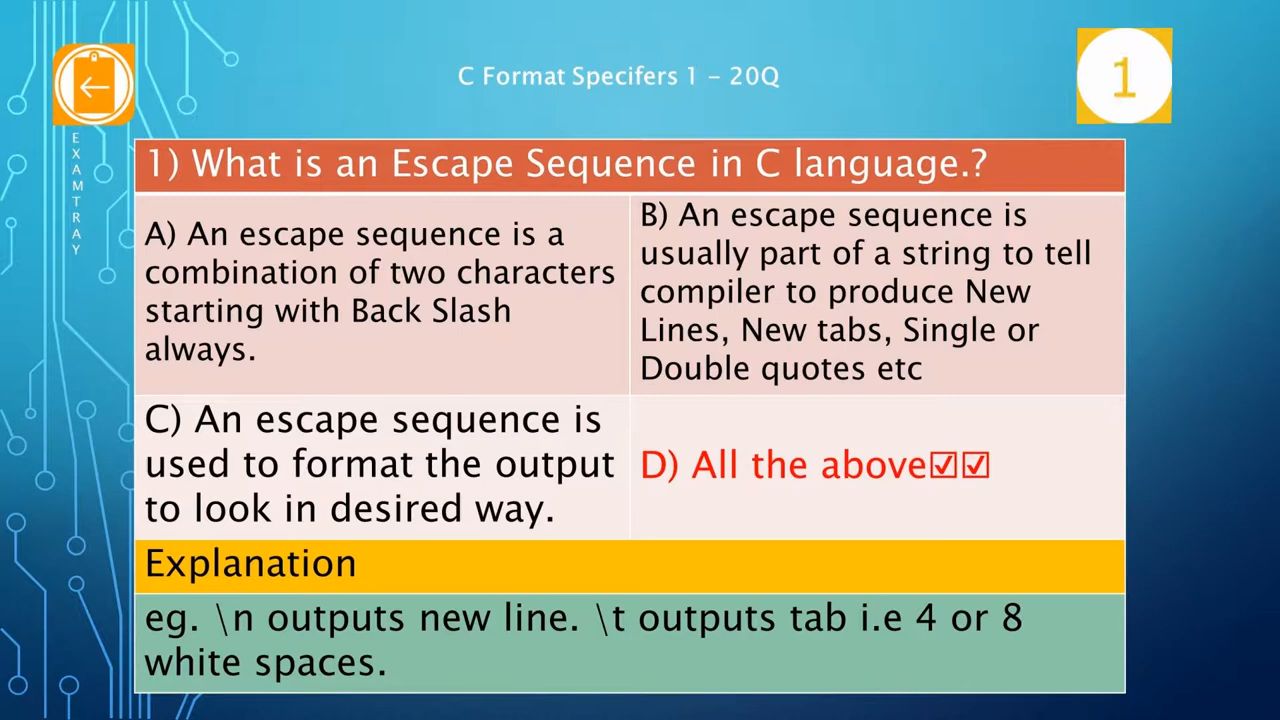 C Format Specifers 1 – 20Q
1
EXAMTRAY
1) What is an Escape Sequence in C language.?
A) An escape sequence is a
combination of two characters
starting with Back Slash
always.
B) An escape sequence is
usually part of a string to tell
compiler to produce New
Lines, New tabs, Single or
Double quotes etc
C) An escape sequence is
used to format the output
to look in desired way.
D) All the above☑☑
Explanation
eg. \n outputs new line. \t outputs tab i.e 4 or 8
white spaces.